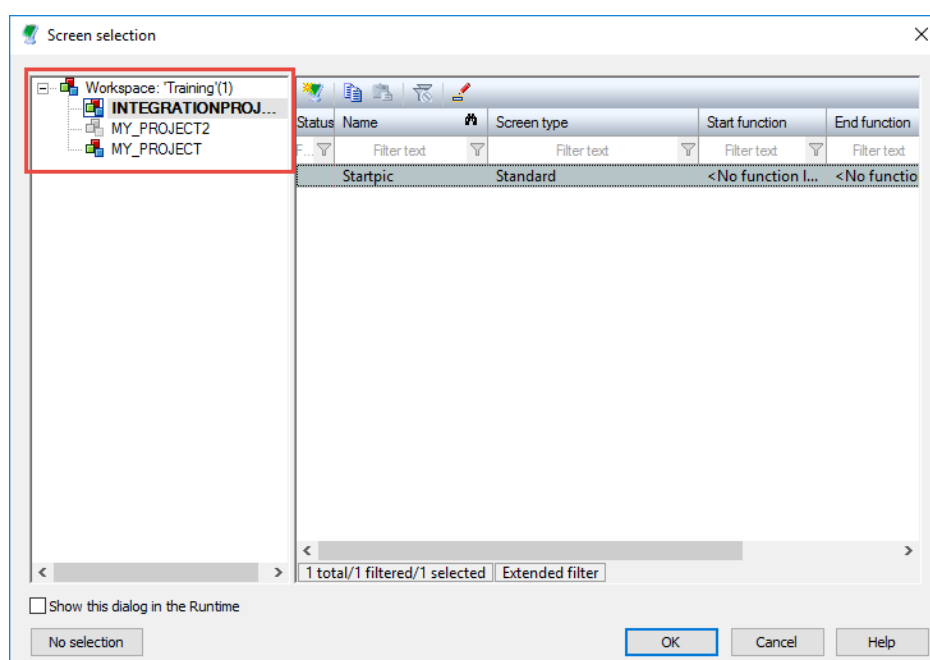 Screen selection
Workspace: 'Training'(1)
INTEGRATIONPROJ...
MY_PROJECT2
MY_PROJECT
Status Name Screen type Start function End function
F... Filter text Filter text Filter text Filter text
Startpic Standard <No function l... <No functio
1 total/1 filtered/1 selected Extended filter
Show this dialog in the Runtime
No selection OK Cancel Help